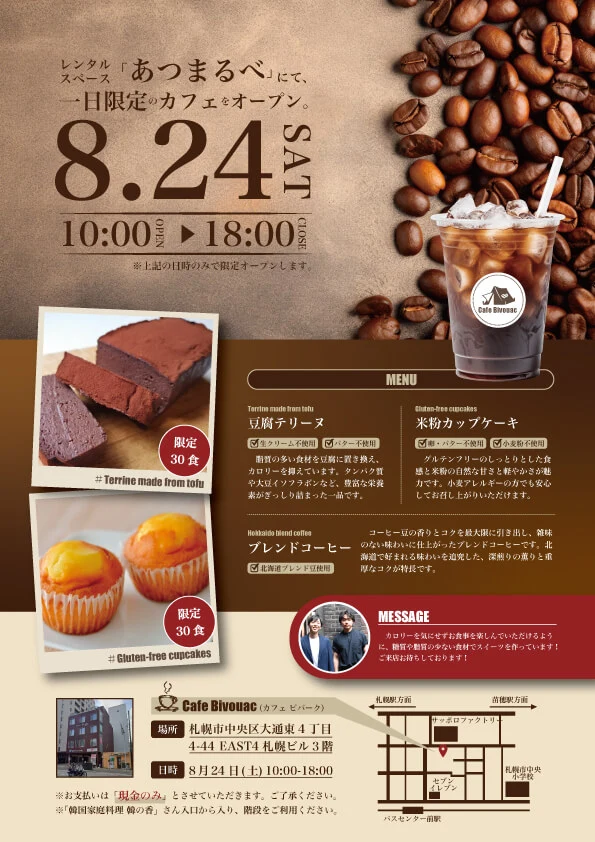 レンタル
スペース「あつまるべ」にて、
一日限定のカフェをオープン。
8.24 SAT
10:00 OPEN ▶ 18:00 CLOSE
※上記の日時のみで限定オープンします。
Cafe Bivouac
限定
30食
#Terrine made from tofu
限定
30食
#Gluten-free cupcakes
MENU
Terrine made from tofu
豆腐テリーヌ
生クリーム不使用 バター不使用
脂質の多い食材を豆腐に置き換え、
カロリーを抑えています。タンパク質
や大豆イソフラボンなど、豊富な栄養
素がぎっしり詰まった一品です。
Gluten-free cupcakes
米粉カップケーキ
卵・バター不使用 小麦粉不使用
グルテンフリーのしっとりとした食
感と米粉の自然な甘さと軽やかさが魅
力です。小麦アレルギーの方でも安心
してお召し上がりいただけます。
Hokkaido blend coffee
ブレンドコーヒー
北海道ブレンド豆使用
コーヒー豆の香りとコクを最大限に引き出し、雑味
のない味わいに仕上がったブレンドコーヒーです。北
海道で好まれる味わいを追究した、深煎りの薫りと重
厚なコクが特長です。
MESSAGE
カロリーを気にせずお食事を楽しんでいただけるよう
に、糖質や脂質の少ない食材でスイーツを作っています！
ご来店お待ちしております！
Cafe Bivouac (カフェ ビバーク)
場所 札幌市中央区大通東4丁目
4-44 EAST4 札幌ビル3階
日時 8月24日(土) 10:00-18:00
※お支払いは「現金のみ」とさせていただきます。ご了承ください。
※「韓国家庭料理 韓の香」さん入口から入り、階段をご利用ください。
札幌駅方面
苗穂駅方面
サッポロファクトリー
セブン
イレブン
札幌市中央
小学校
バスセンター前駅